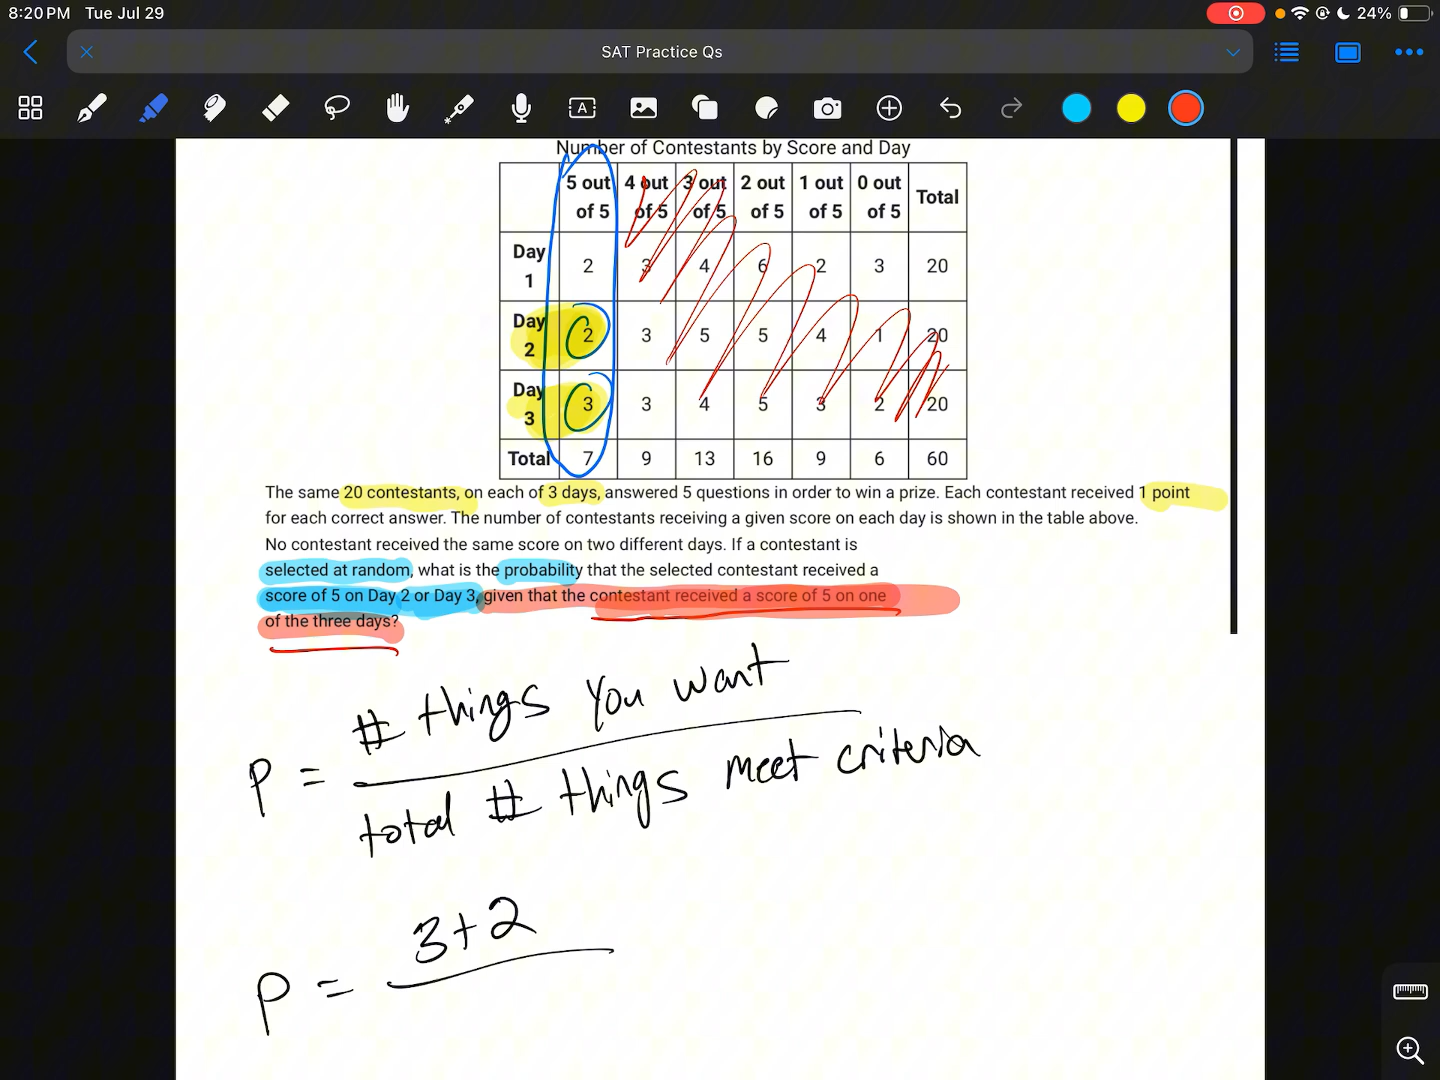 8:20 PM Tue Jul 29
24%
SAT Practice Qs
A
Number of Contestants by Score and Day
5 out of 5 4 out of 5 3 out of 5 2 out of 5 1 out of 5 0 out of 5 Total
Day 1 2 3 4 6 2 3 20
Day 2 2 3 5 5 4 1 20
Day 3 3 3 4 5 3 2 20
Total 7 9 13 16 9 6 60
The same 20 contestants, on each of 3 days, answered 5 questions in order to win a prize. Each contestant received 1 point
for each correct answer. The number of contestants receiving a given score on each day is shown in the table above.
No contestant received the same score on two different days. If a contestant is
selected at random, what is the probability that the selected contestant received a
score of 5 on Day 2 or Day 3, given that the contestant received a score of 5 on one
of the three days?
# things you want
P =
total # things meet criteria
3+2
P =